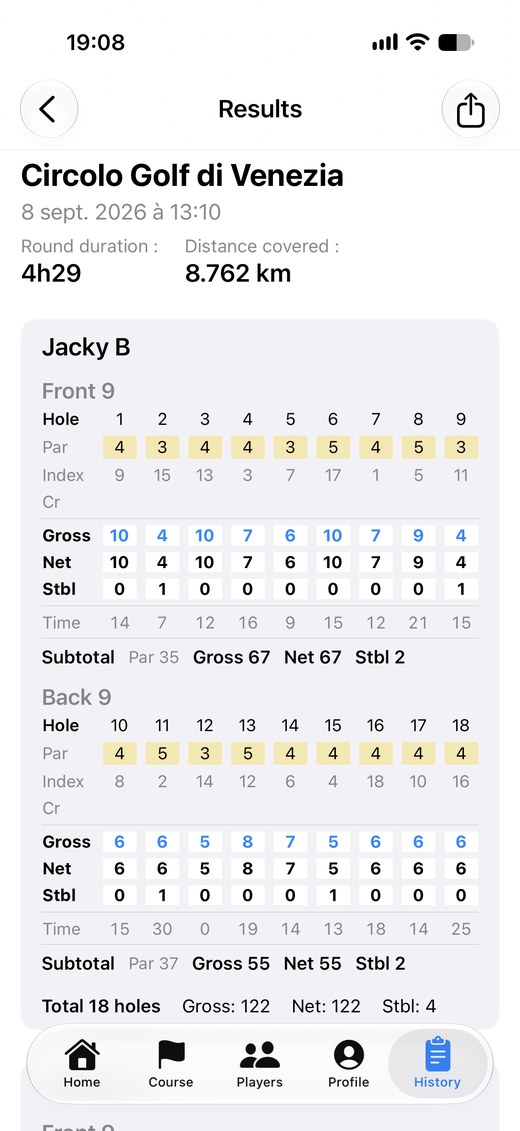 19:08
Results
Circolo Golf di Venezia
8 sept. 2026 à 13:10
Round duration : Distance covered :
4h29 8.762 km
Jacky B
Front 9
Hole 1 2 3 4 5 6 7 8 9
Par 4 3 4 4 3 5 4 5 3
Index 9 15 13 3 7 17 1 5 11
Cr
Gross 10 4 10 7 6 10 7 9 4
Net 10 4 10 7 6 10 7 9 4
Stbl 0 1 0 0 0 0 0 0 1
Time 14 7 12 16 9 15 12 21 15
Subtotal Par 35 Gross 67 Net 67 Stbl 2
Back 9
Hole 10 11 12 13 14 15 16 17 18
Par 4 5 3 5 4 4 4 4 4
Index 8 2 14 12 6 4 18 10 16
Cr
Gross 6 6 5 8 7 5 6 6 6
Net 6 6 5 8 7 5 6 6 6
Stbl 0 1 0 0 0 1 0 0 0
Time 15 30 0 19 14 13 18 14 25
Subtotal Par 37 Gross 55 Net 55 Stbl 2
Total 18 holes Gross: 122 Net: 122 Stbl: 4
Home Course Players Profile History
Front 9